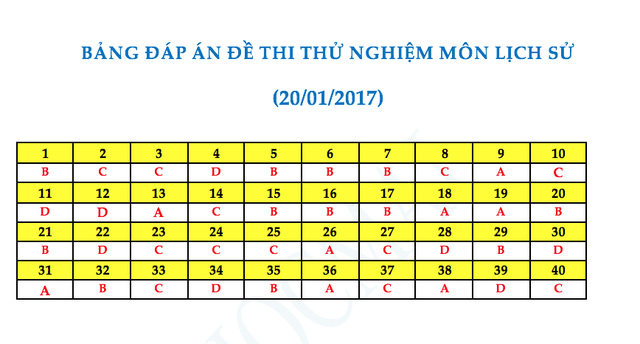 BẢNG ĐÁP ÁN ĐỀ THI THỬ NGHIỆM MÔN LỊCH SỬ
(20/01/2017)
1 2 3 4 5 6 7 8 9 10
B C C D B B B C A C
11 12 13 14 15 16 17 18 19 20
D D A C B B B A A B
21 22 23 24 25 26 27 28 29 30
B D C C C A C D B D
31 32 33 34 35 36 37 38 39 40
A B C D B A C A D C